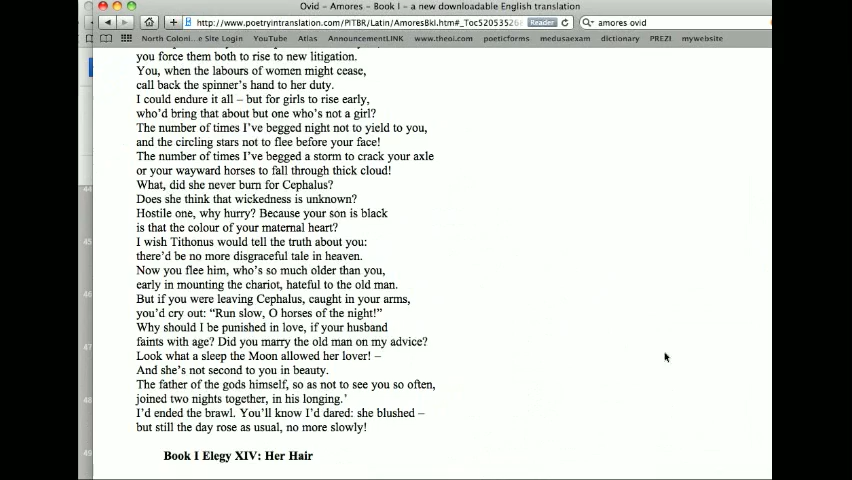 Ovid – Amores – Book I – a new downloadable English translation
http://www.poetryintranslation.com/PITBR/Latin/AmoresBkI.htm#_Toc5205352 Reader amores ovid
North Coloni...e Site Login YouTube Atlas AnnouncementLINK www.theoi.com poeticforms medusaexam dictionary PREZI mywebsite
you force them both to rise to new litigation.
You, when the labours of women might cease,
call back the spinner's hand to her duty.
I could endure it all – but for girls to rise early,
who'd bring that about but one who's not a girl?
The number of times I've begged night not to yield to you,
and the circling stars not to flee before your face!
The number of times I've begged a storm to crack your axle
or your wayward horses to fall through thick cloud!
What, did she never burn for Cephalus?
Does she think that wickedness is unknown?
Hostile one, why hurry? Because your son is black
is that the colour of your maternal heart?
I wish Tithonus would tell the truth about you:
there'd be no more disgraceful tale in heaven.
Now you flee him, who's so much older than you,
early in mounting the chariot, hateful to the old man.
But if you were leaving Cephalus, caught in your arms,
you'd cry out: "Run slow, O horses of the night!"
Why should I be punished in love, if your husband
faints with age? Did you marry the old man on my advice?
Look what a sleep the Moon allowed her lover! –
And she's not second to you in beauty.
The father of the gods himself, so as not to see you so often,
joined two nights together, in his longing.'
I'd ended the brawl. You'll know I'd dared: she blushed –
but still the day rose as usual, no more slowly!
Book I Elegy XIV: Her Hair
44
45
46
47
48
49